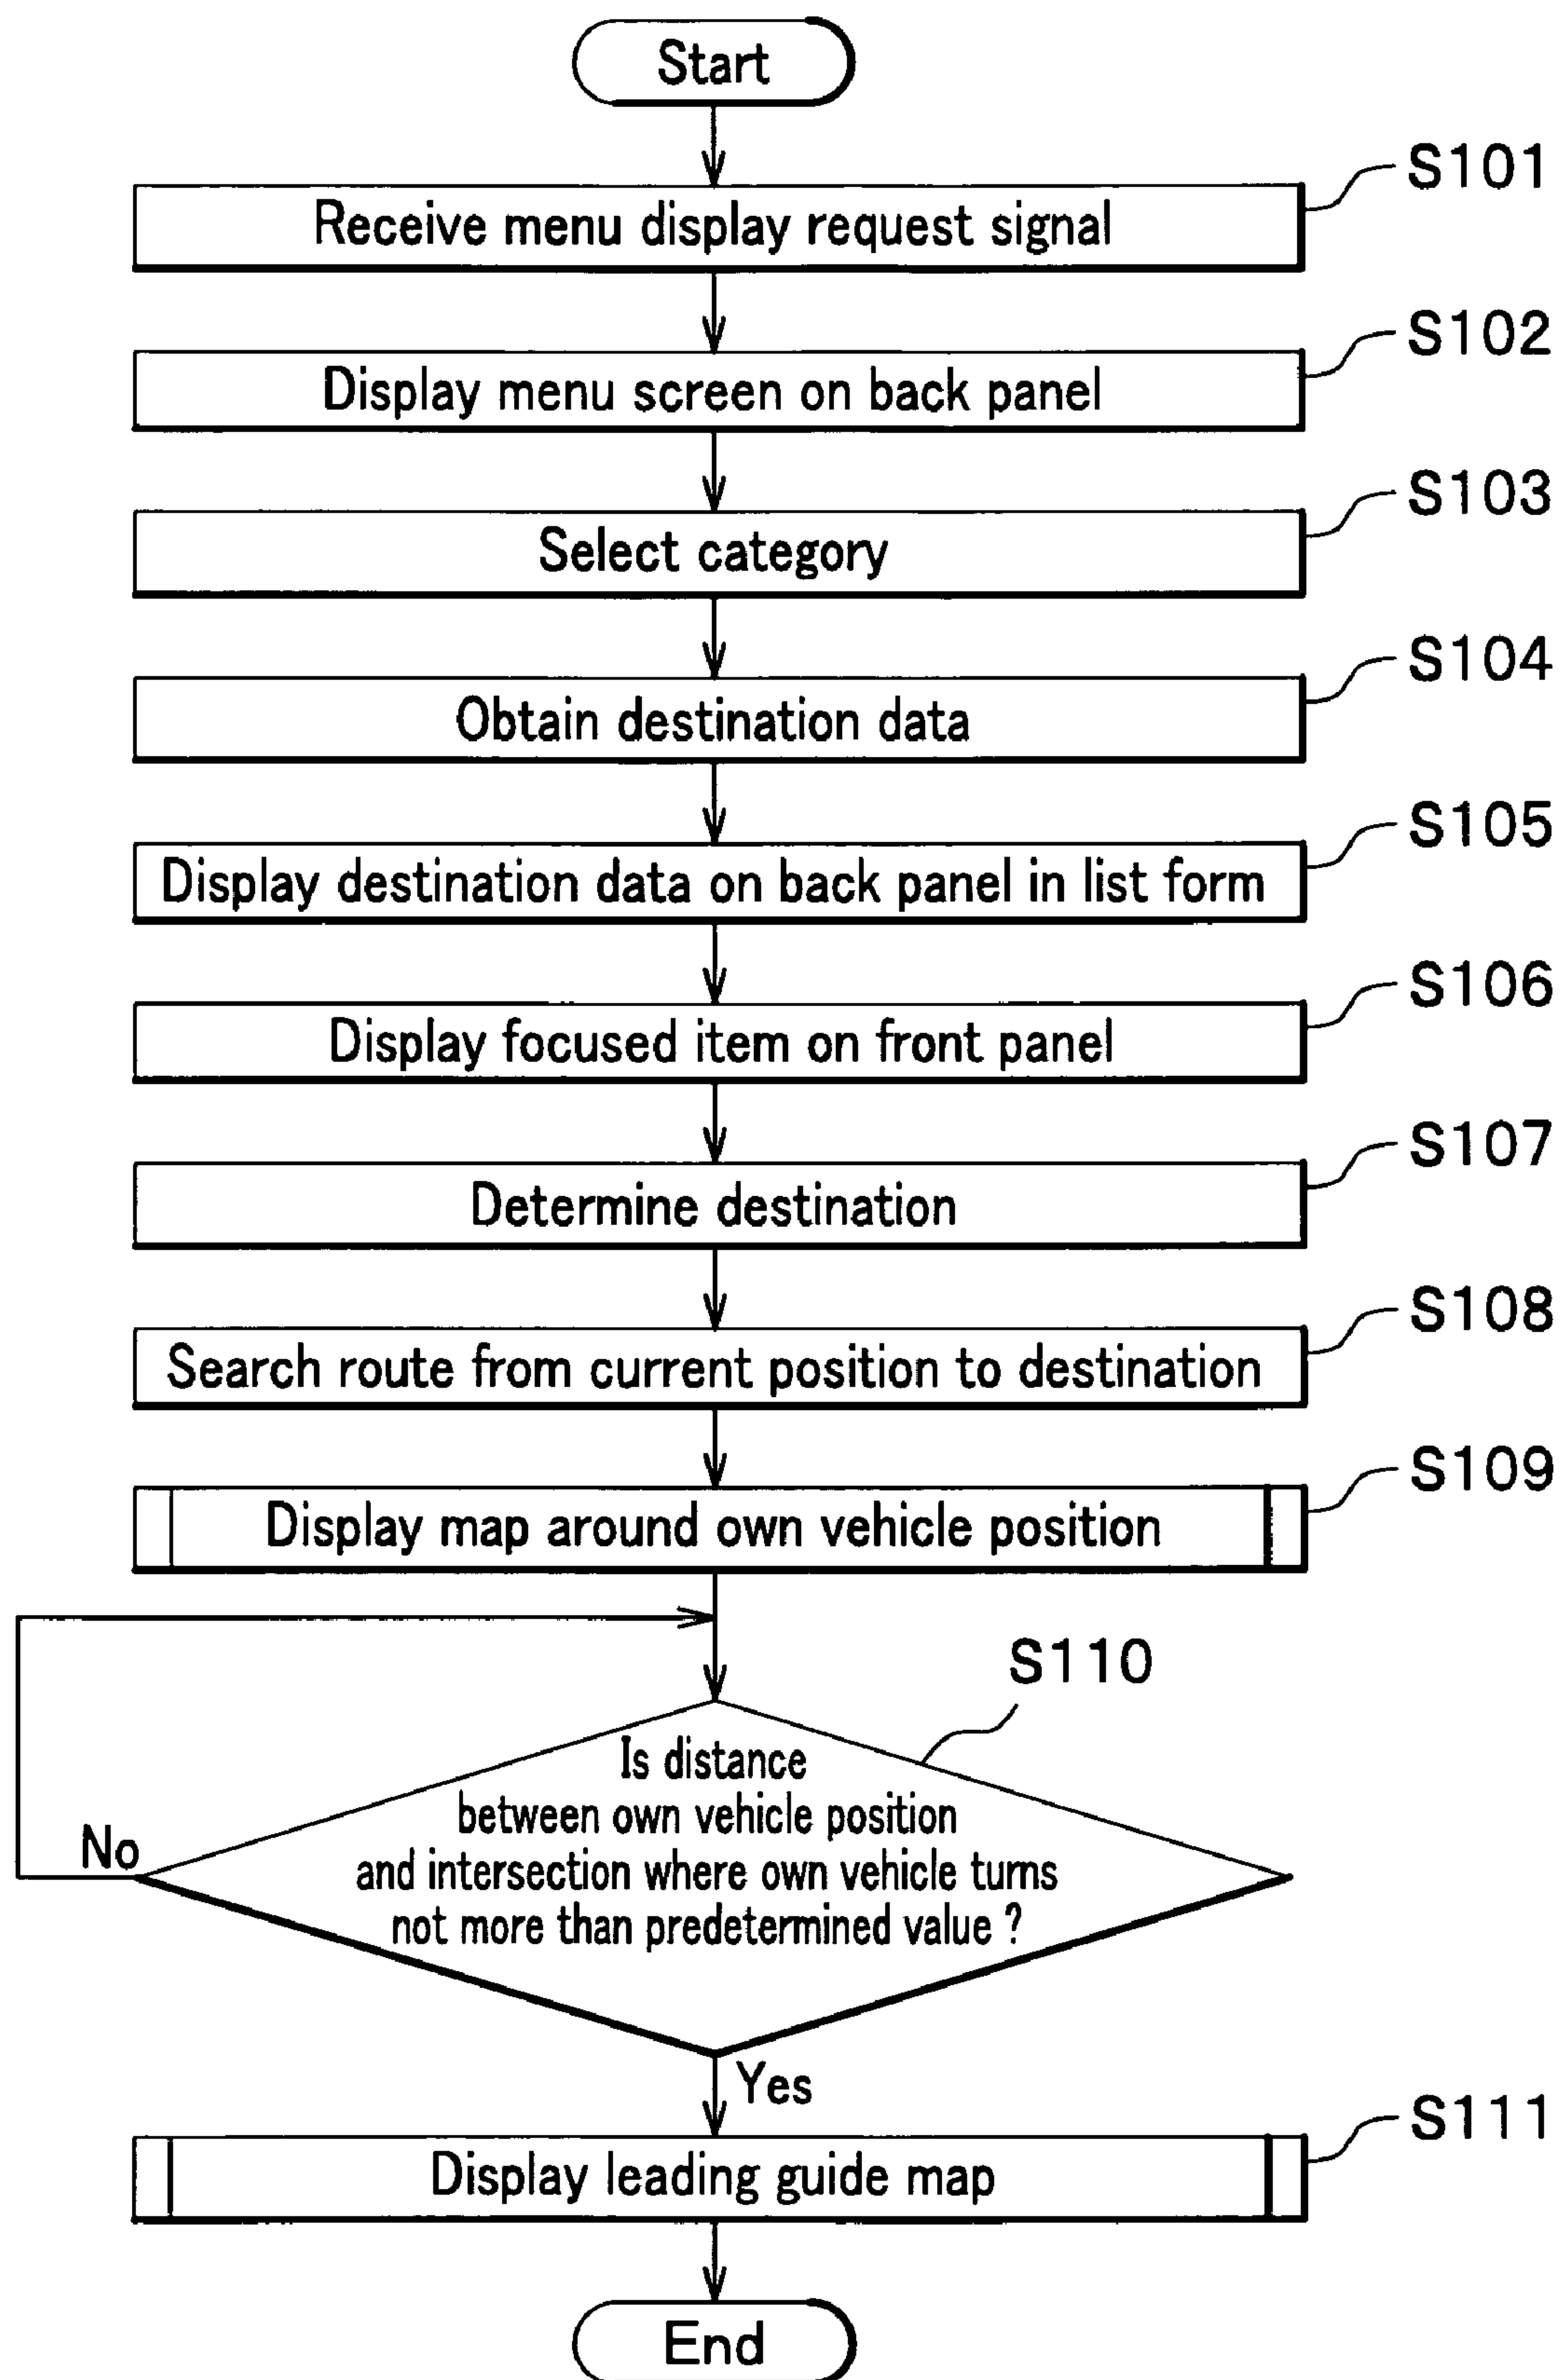 Start
S101
Receive menu display request signal
S102
Display menu screen on back panel
S103
Select category
S104
Obtain destination data
S105
Display destination data on back panel in list form
S106
Display focused item on front panel
S107
Determine destination
S108
Search route from current position to destination
S109
Display map around own vehicle position
S110
Is distance
between own vehicle position
and intersection where own vehicle turns
not more than predetermined value ?
No
Yes
S111
Display leading guide map
End